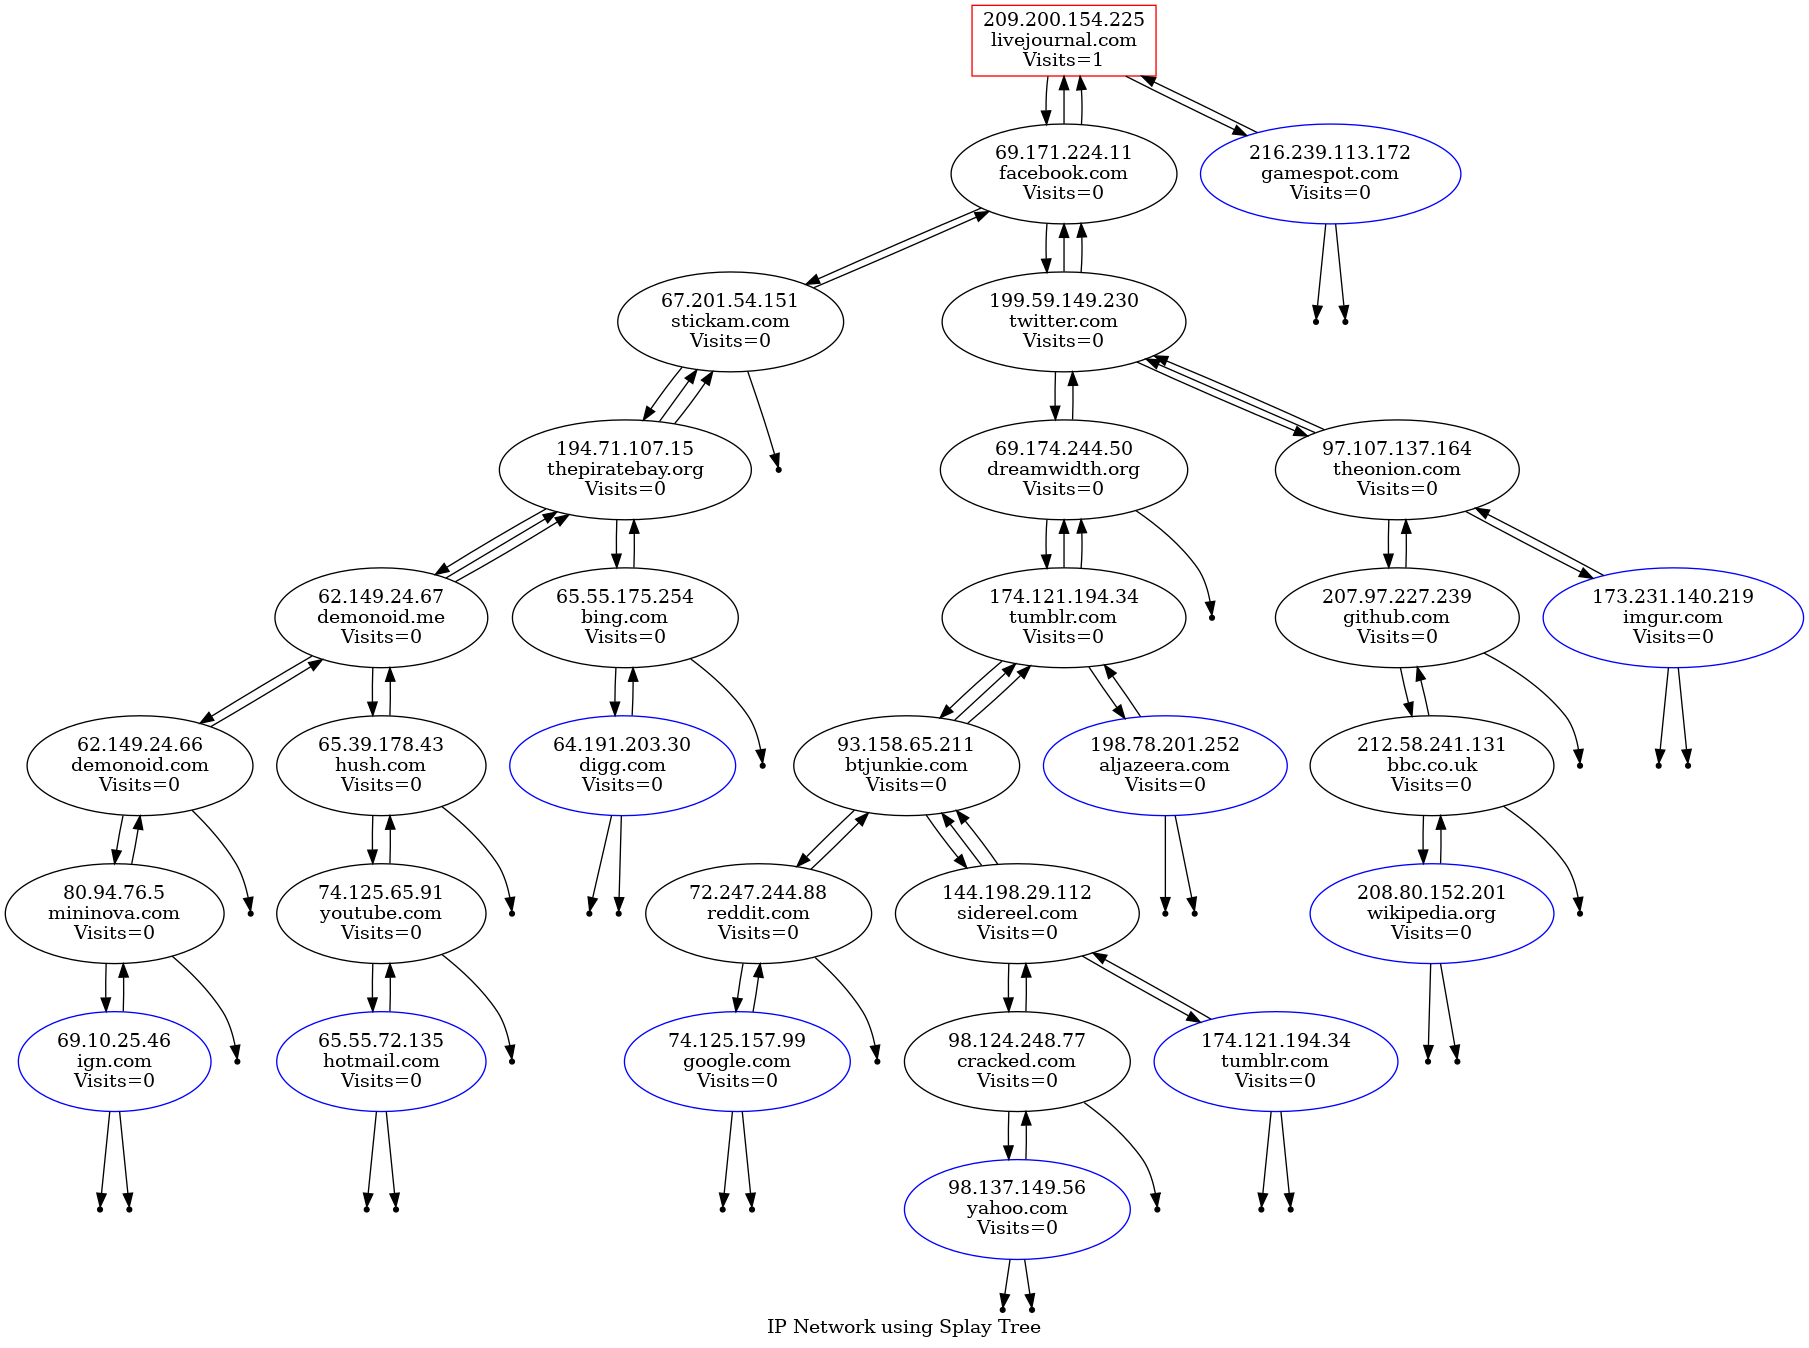 209.200.154.225
livejournal.com
Visits=1
69.171.224.11
facebook.com
Visits=0
216.239.113.172
gamespot.com
Visits=0
67.201.54.151
stickam.com
Visits=0
199.59.149.230
twitter.com
Visits=0
194.71.107.15
thepiratebay.org
Visits=0
69.174.244.50
dreamwidth.org
Visits=0
97.107.137.164
theonion.com
Visits=0
62.149.24.67
demonoid.me
Visits=0
65.55.175.254
bing.com
Visits=0
174.121.194.34
tumblr.com
Visits=0
207.97.227.239
github.com
Visits=0
173.231.140.219
imgur.com
Visits=0
62.149.24.66
demonoid.com
Visits=0
65.39.178.43
hush.com
Visits=0
64.191.203.30
digg.com
Visits=0
93.158.65.211
btjunkie.com
Visits=0
198.78.201.252
aljazeera.com
Visits=0
212.58.241.131
bbc.co.uk
Visits=0
80.94.76.5
mininova.com
Visits=0
74.125.65.91
youtube.com
Visits=0
72.247.244.88
reddit.com
Visits=0
144.198.29.112
sidereel.com
Visits=0
208.80.152.201
wikipedia.org
Visits=0
69.10.25.46
ign.com
Visits=0
65.55.72.135
hotmail.com
Visits=0
74.125.157.99
google.com
Visits=0
98.124.248.77
cracked.com
Visits=0
174.121.194.34
tumblr.com
Visits=0
98.137.149.56
yahoo.com
Visits=0
IP Network using Splay Tree